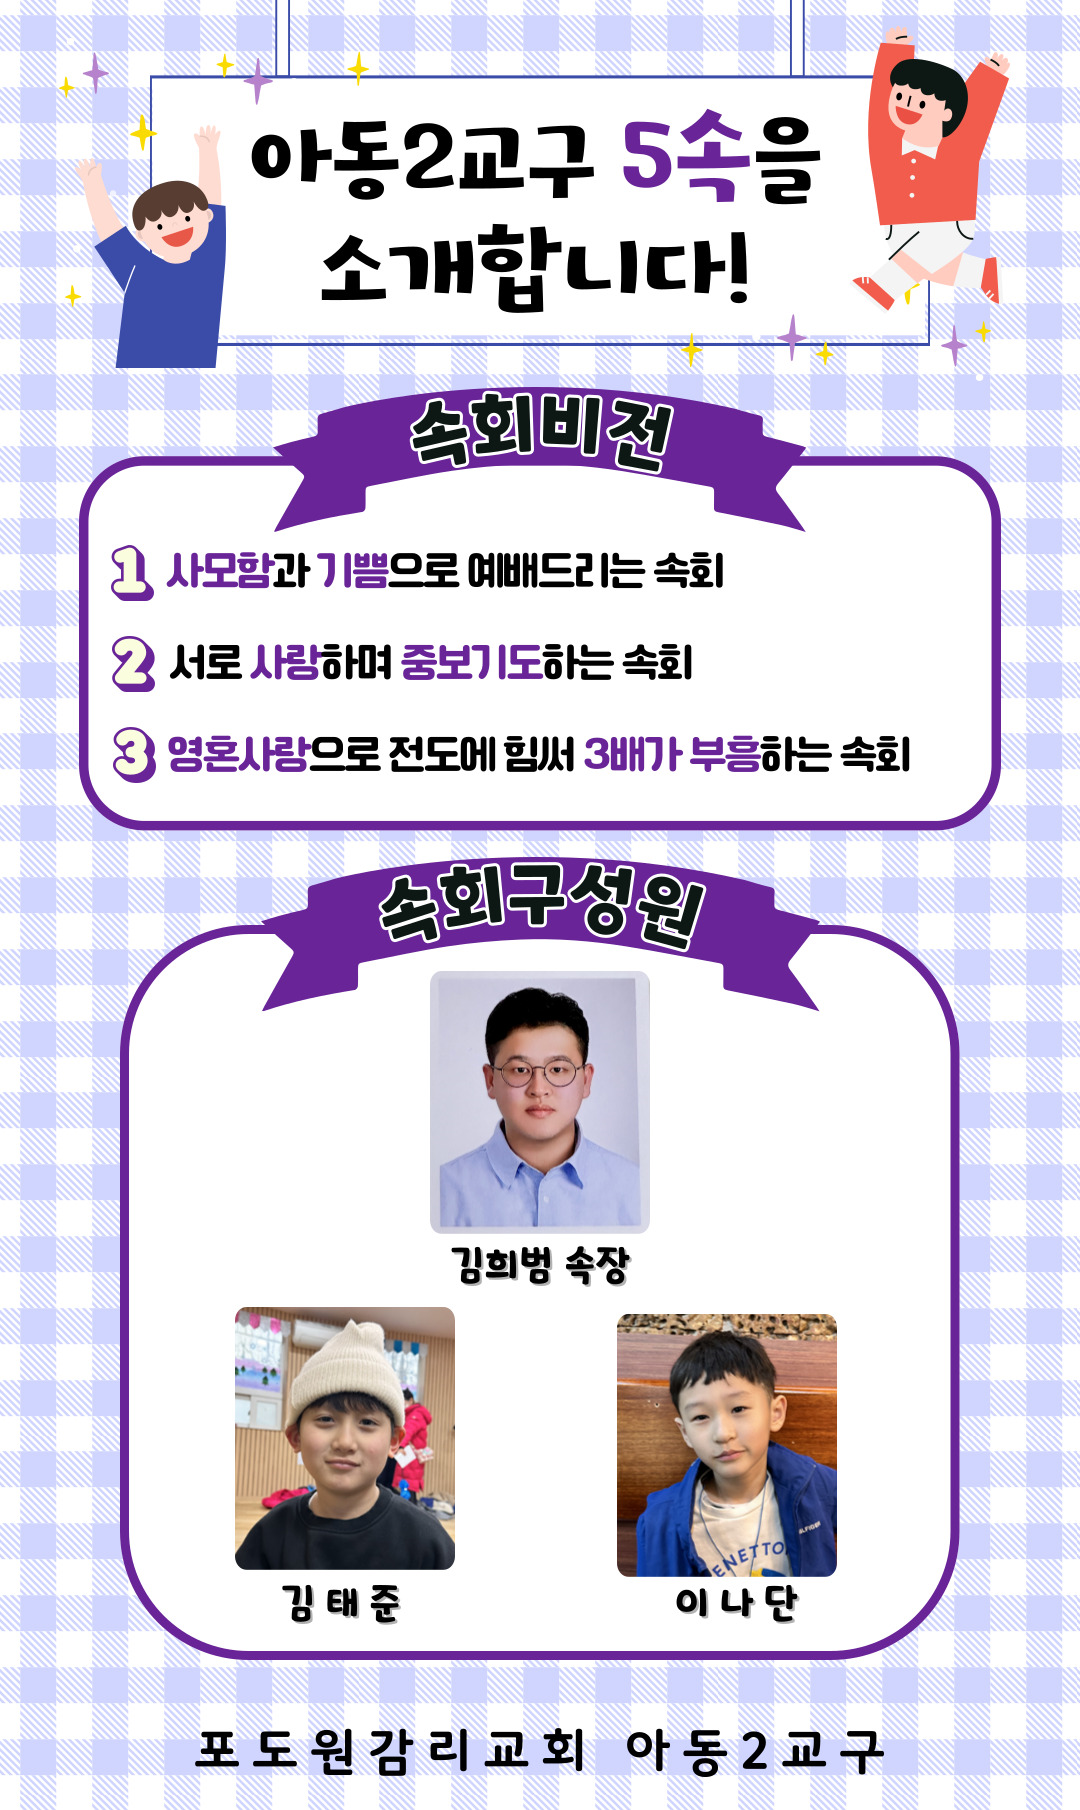 아동2교구 5속을
소개합니다!
속회비전
1 사모함과 기쁨으로 예배드리는 속회
2 서로 사랑하며 중보기도하는 속회
3 영혼사랑으로 전도에 힘써 3배가 부흥하는 속회
속회구성원
김희범 속장
ENETTO
김태준
이나단
포도원감리교회 아동2교구